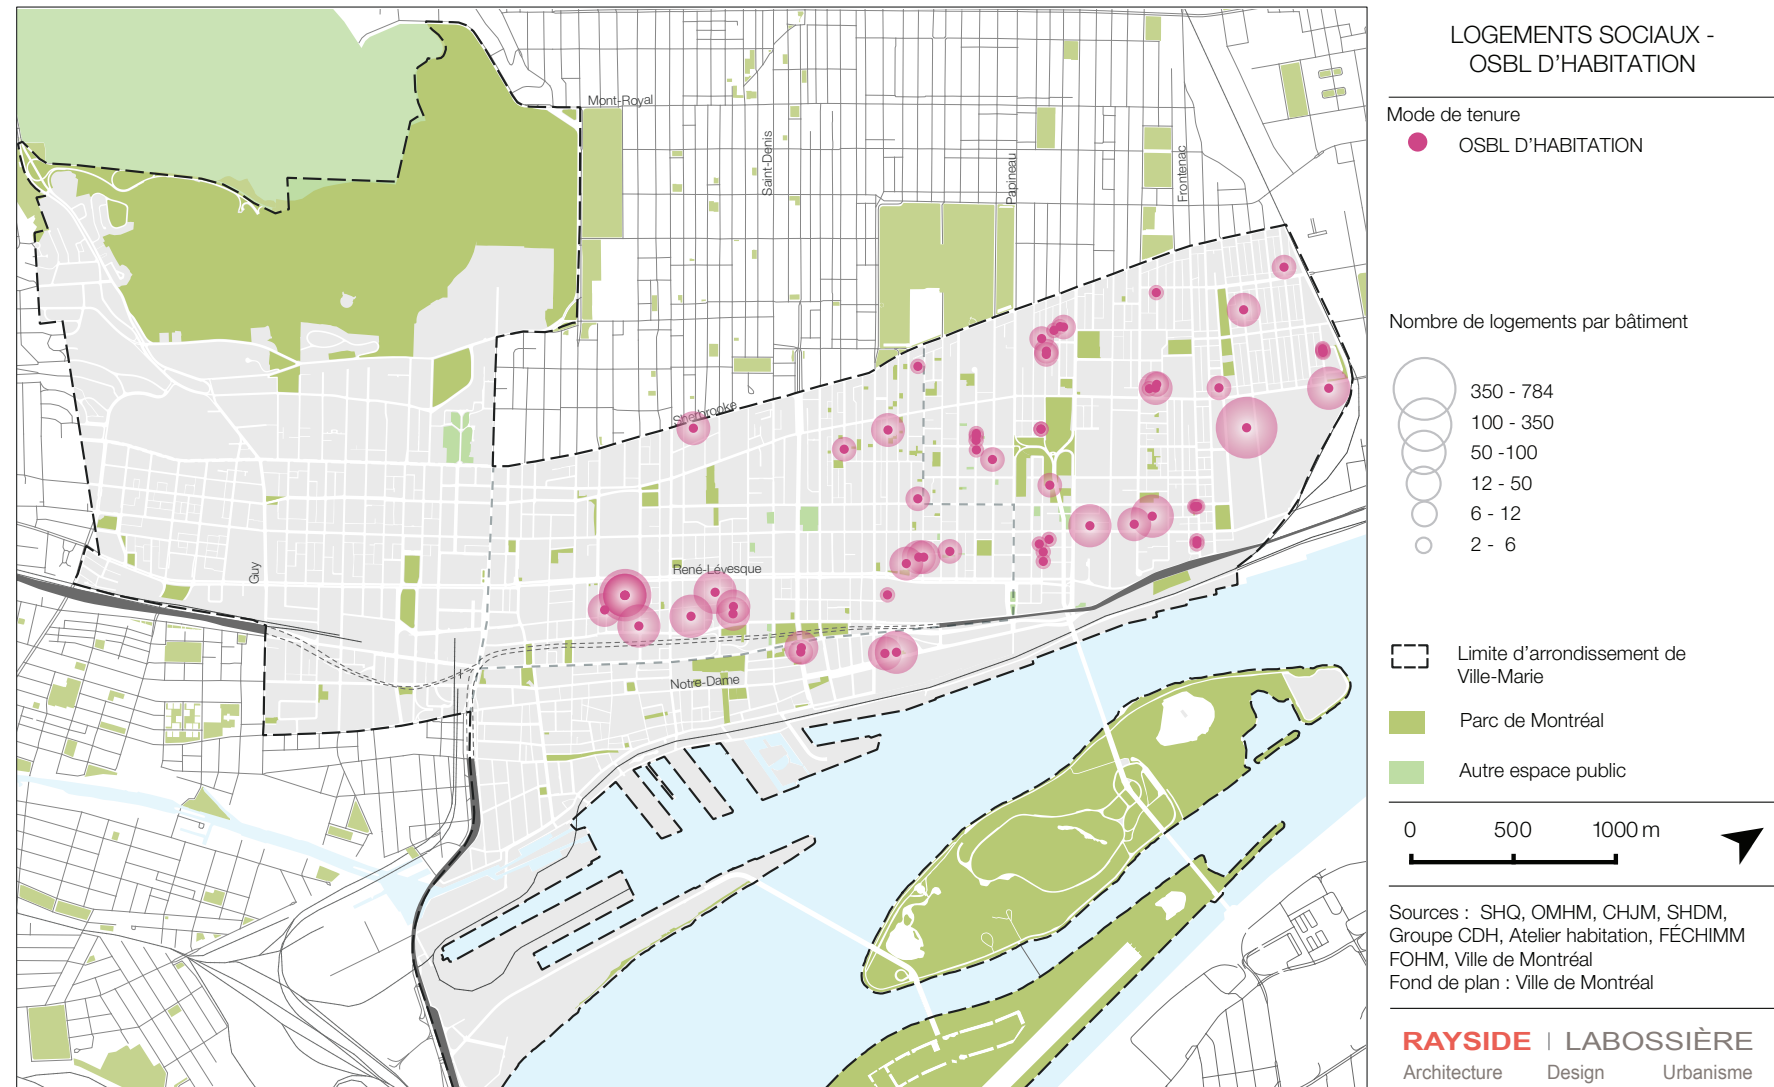 LOGEMENTS SOCIAUX -
OSBL D'HABITATION
Mode de tenure
OSBL D'HABITATION
Nombre de logements par bâtiment
350 - 784
100 - 350
50 -100
12 - 50
6 - 12
2 - 6
Limite d'arrondissement de
Ville-Marie
Parc de Montréal
Autre espace public
0 500 1000 m
Sources : SHQ, OMHM, CHJM, SHDM,
Groupe CDH, Atelier habitation, FÉCHIMM
FOHM, Ville de Montréal
Fond de plan : Ville de Montréal
RAYSIDE | LABOSSIÈRE
Architecture Design Urbanisme
Mont-Royal
Saint-Denis
Papineau
Frontenac
Sherbrooke
Guy
René-Lévesque
Notre-Dame